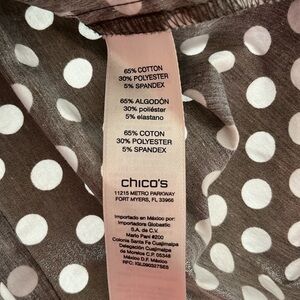 65% COTTON
30% POLYESTER
5% SPANDEX
65% ALGODÓN
30% poliéster
5% elastano
65% COTON
30% POLYESTER
5% SPANDEX
chico's
11215 METRO PARKWAY
FORT MYERS, FL 33966
Importado en México por:
Importadora Globastic
S.A. de C.V.
Mario Pani #200
Colonia Santa Fe Cuajimalpa
Delegación Cuajimalpa
de Morelos C.P. 05348
México D.F. México